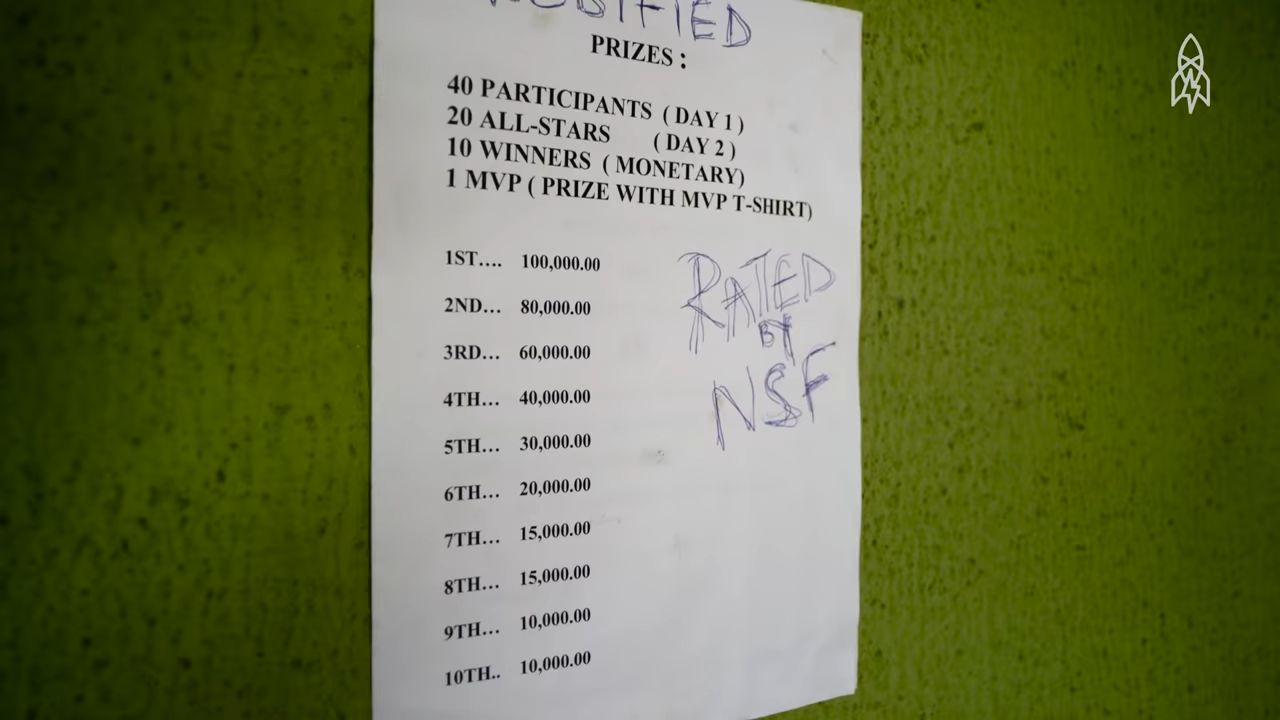 PRIZES :
40 PARTICIPANTS ( DAY 1 )
20 ALL-STARS ( DAY 2 )
10 WINNERS ( MONETARY)
1 MVP ( PRIZE WITH MVP T-SHIRT)
1ST.... 100,000.00
2ND... 80,000.00
3RD... 60,000.00
4TH... 40,000.00
5TH... 30,000.00
6TH... 20,000.00
7TH... 15,000.00
8TH... 15,000.00
9TH... 10,000.00
10TH.. 10,000.00
RATED
BY
NSF